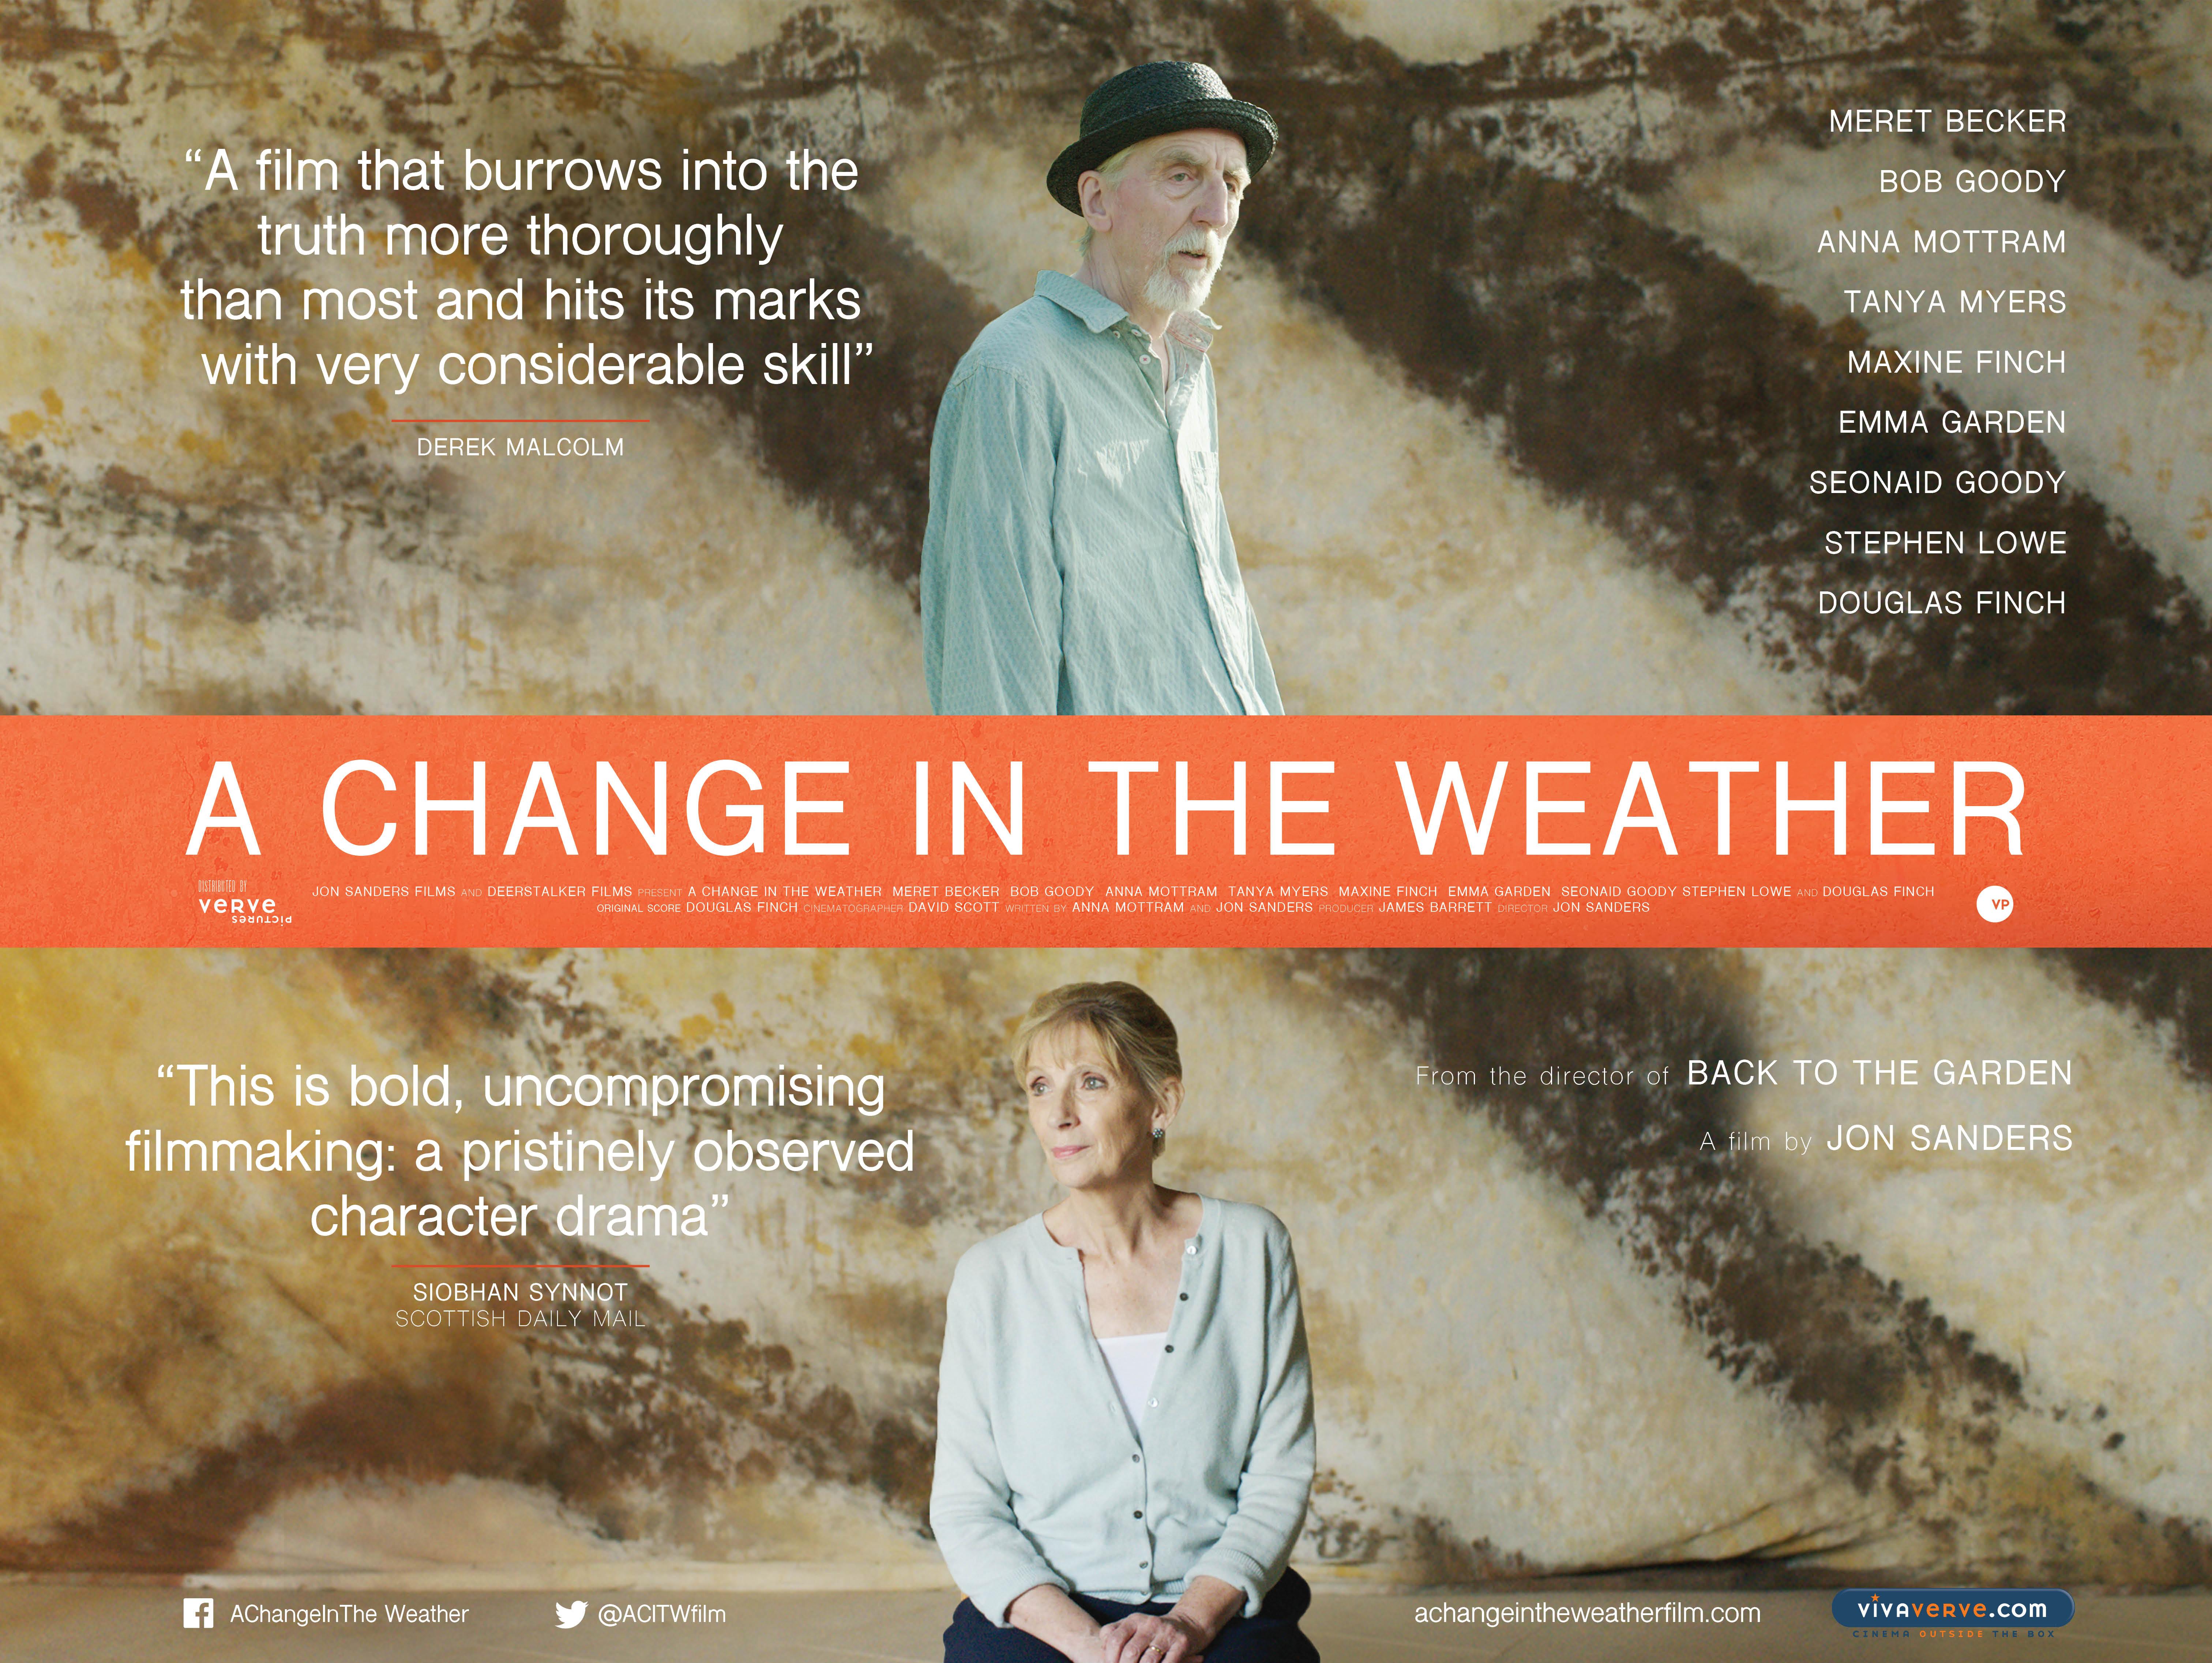 “A film that burrows into the
truth more thoroughly
than most and hits its marks
with very considerable skill”
DEREK MALCOLM
MERET BECKER
BOB GOODY
ANNA MOTTRAM
TANYA MYERS
MAXINE FINCH
EMMA GARDEN
SEONAID GOODY
STEPHEN LOWE
DOUGLAS FINCH
A CHANGE IN THE WEATHER
DISTRIBUTED BY
verve
pictures
JON SANDERS FILMS AND DEERSTALKER FILMS PRESENT A CHANGE IN THE WEATHER MERET BECKER BOB GOODY ANNA MOTTRAM TANYA MYERS MAXINE FINCH EMMA GARDEN SEONAID GOODY STEPHEN LOWE AND DOUGLAS FINCH
ORIGINAL SCORE DOUGLAS FINCH CINEMATOGRAPHER DAVID SCOTT WRITTEN BY ANNA MOTTRAM AND JON SANDERS PRODUCER JAMES BARRETT DIRECTOR JON SANDERS
VP
“This is bold, uncompromising
filmmaking: a pristinely observed
character drama”
SIOBHAN SYNNOT
SCOTTISH DAILY MAIL
From the director of BACK TO THE GARDEN
A film by JON SANDERS
AChangeInThe Weather
@ACITWfilm
achangeintheweatherfilm.com
vivaverve.com
CINEMA OUTSIDE THE BOX